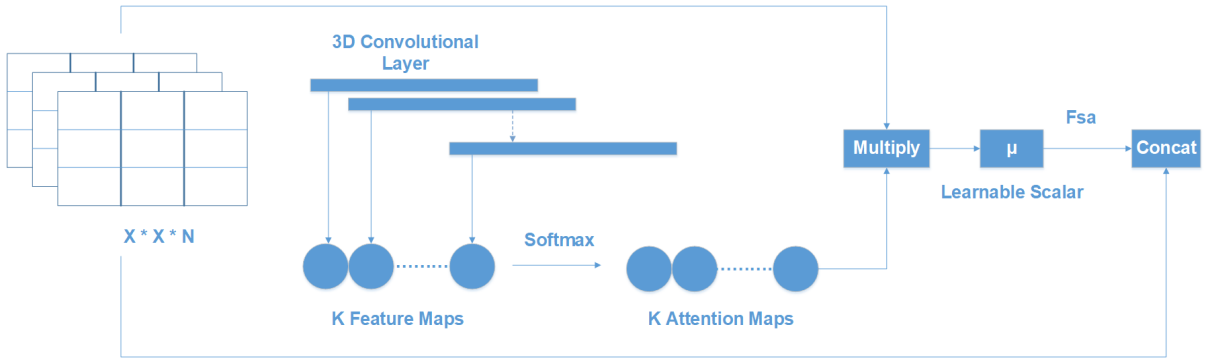 3D Convolutional
Layer
Fsa
Multiply
μ
Concat
Learnable Scalar
X * X * N
Softmax
K Feature Maps
K Attention Maps